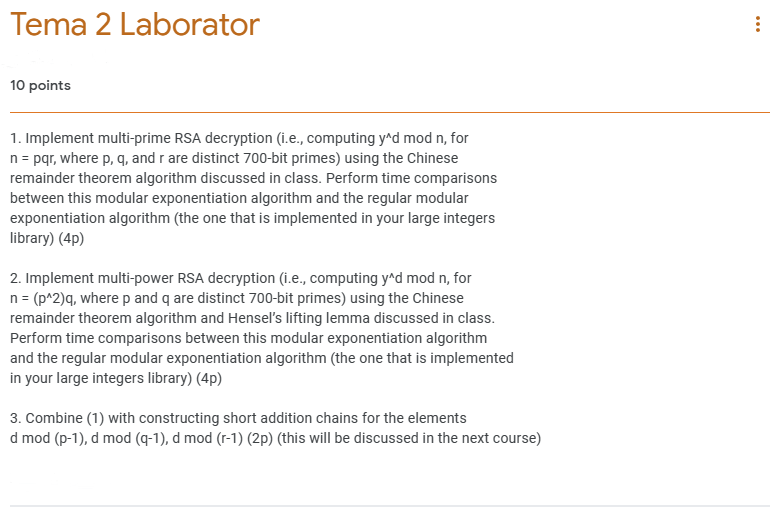 Tema 2 Laborator
10 points
1. Implement multi-prime RSA decryption (i.e., computing y^d mod n, for
n = pqr, where p, q, and r are distinct 700-bit primes) using the Chinese
remainder theorem algorithm discussed in class. Perform time comparisons
between this modular exponentiation algorithm and the regular modular
exponentiation algorithm (the one that is implemented in your large integers
library) (4p)
2. Implement multi-power RSA decryption (i.e., computing y^d mod n, for
n = (p^2)q, where p and q are distinct 700-bit primes) using the Chinese
remainder theorem algorithm and Hensel’s lifting lemma discussed in class.
Perform time comparisons between this modular exponentiation algorithm
and the regular modular exponentiation algorithm (the one that is implemented
in your large integers library) (4p)
3. Combine (1) with constructing short addition chains for the elements
d mod (p-1), d mod (q-1), d mod (r-1) (2p) (this will be discussed in the next course)